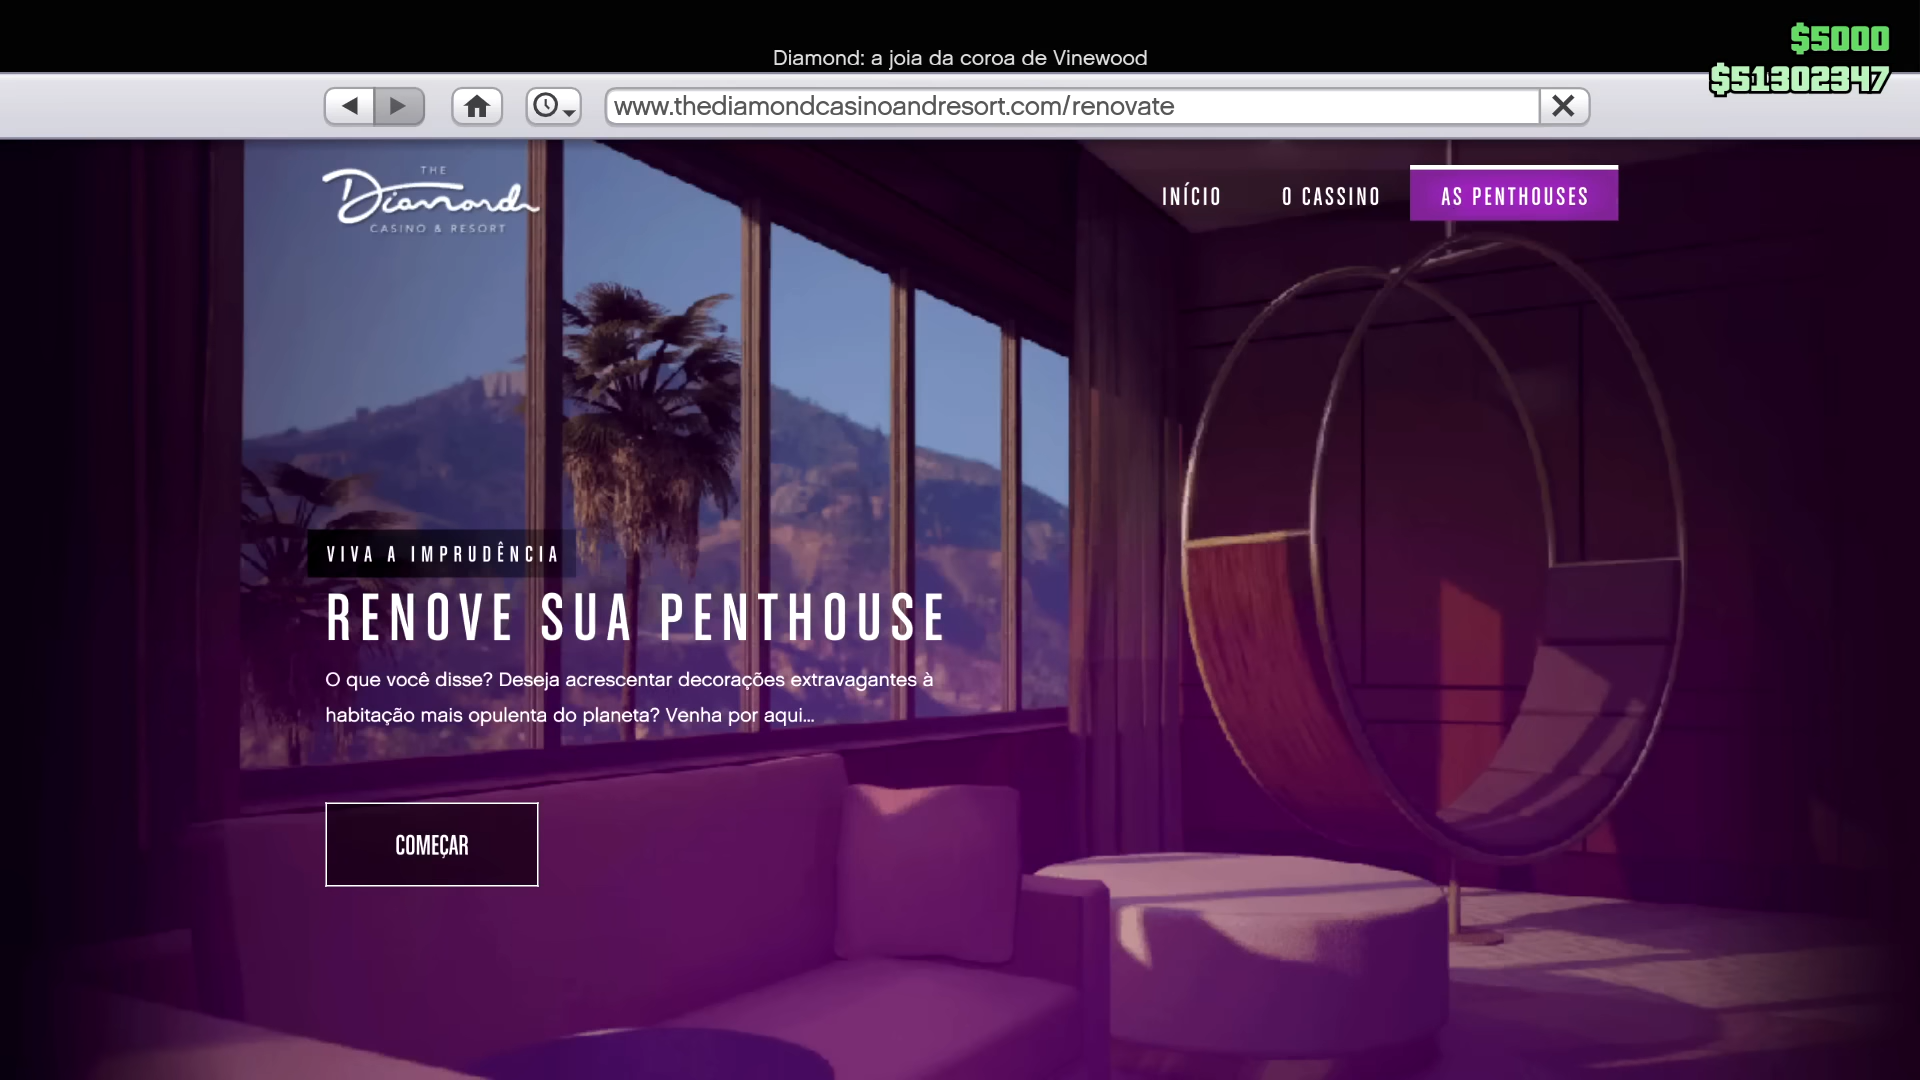 Diamond: a joia da coroa de Vinewood
$5000
$51302347
www.thediamondcasinoandresort.com/renovate
THE
Diamond
CASINO & RESORT
INÍCIO
O CASSINO
AS PENTHOUSES
VIVA A IMPRUDÊNCIA
RENOVE SUA PENTHOUSE
O que você disse? Deseja acrescentar decorações extravagantes à
habitação mais opulenta do planeta? Venha por aqui...
COMEÇAR